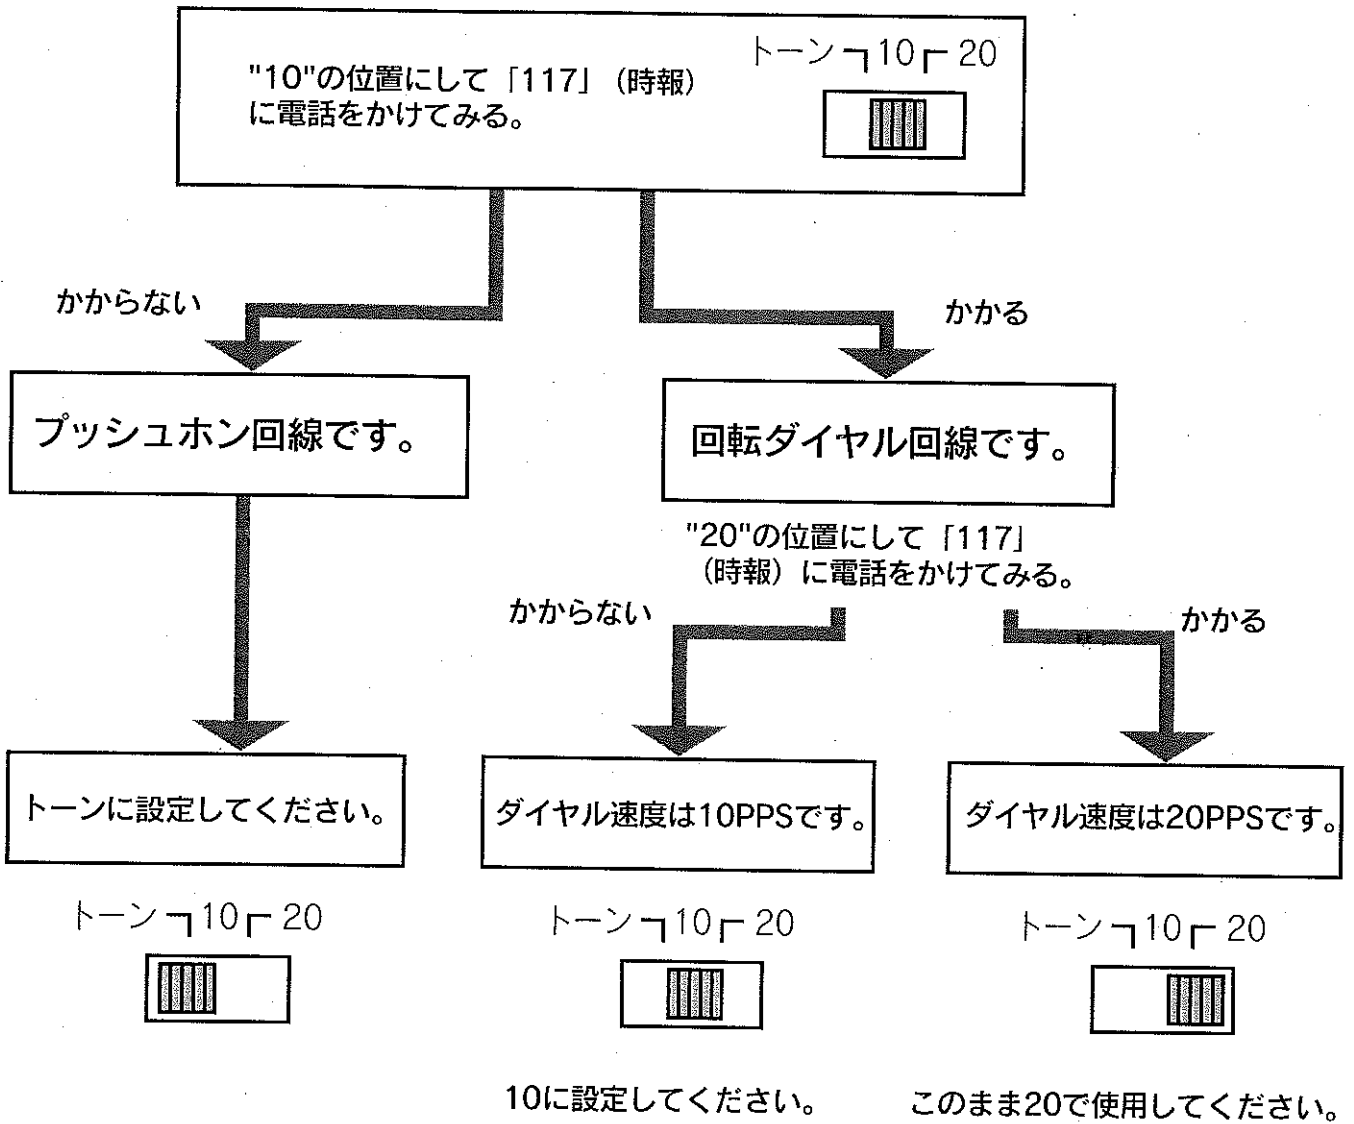 トーン 10 20
"10"の位置にして「117」（時報）
に電話をかけてみる。
かからない
かかる
プッシュホン回線です。
回転ダイヤル回線です。
"20"の位置にして「117」
（時報）に電話をかけてみる。
かからない
かかる
トーンに設定してください。
ダイヤル速度は10PPSです。
ダイヤル速度は20PPSです。
トーン 10 20
トーン 10 20
トーン 10 20
10に設定してください。
このまま20で使用してください。